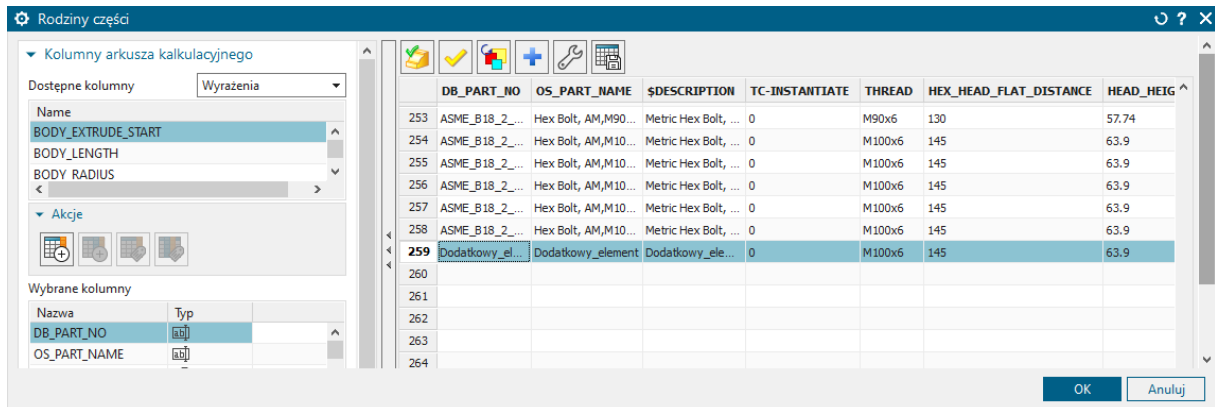 Rodziny części
Kolumny arkusza kalkulacyjnego
Dostępne kolumny Wyrażenia
Name
BODY_EXTRUDE_START
BODY_LENGTH
BODY_RADIUS
Akcje
Wybrane kolumny
Nazwa Typ
DB_PART_NO ab
OS_PART_NAME ab
DB_PART_NO OS_PART_NAME $DESCRIPTION TC-INSTANTIATE THREAD HEX_HEAD_FLAT_DISTANCE HEAD_HEIG
253 ASME_B18_2_... Hex Bolt, AM,M90... Metric Hex Bolt, ... 0 M90x6 130 57.74
254 ASME_B18_2_... Hex Bolt, AM,M10... Metric Hex Bolt, ... 0 M100x6 145 63.9
255 ASME_B18_2_... Hex Bolt, AM,M10... Metric Hex Bolt, ... 0 M100x6 145 63.9
256 ASME_B18_2_... Hex Bolt, AM,M10... Metric Hex Bolt, ... 0 M100x6 145 63.9
257 ASME_B18_2_... Hex Bolt, AM,M10... Metric Hex Bolt, ... 0 M100x6 145 63.9
258 ASME_B18_2_... Hex Bolt, AM,M10... Metric Hex Bolt, ... 0 M100x6 145 63.9
259 Dodatkowy_el... Dodatkowy_element Dodatkowy_ele... 0 M100x6 145 63.9
260
261
262
263
264
OK Anuluj